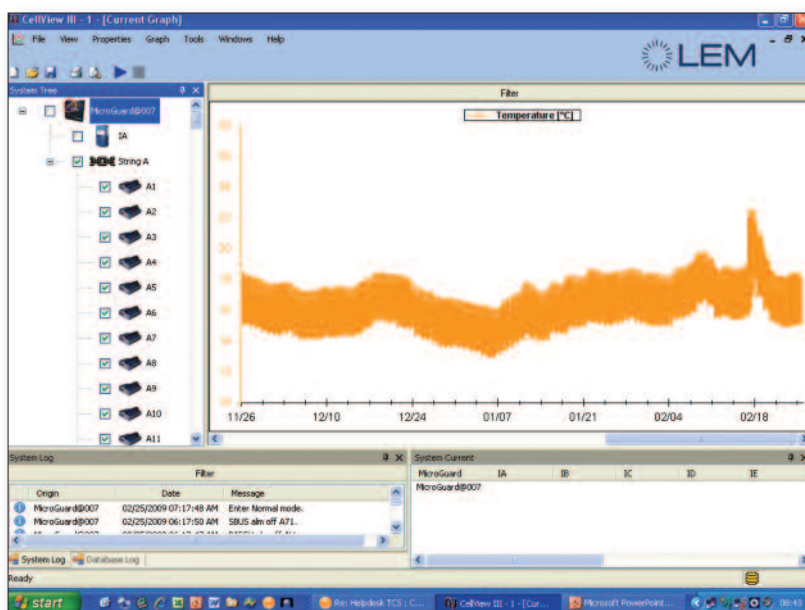 CellView III - 1 - [Current Graph]
File View Properties Graph Tools Windows Help
LEM
System Tree
Filter
MicroGuard@007
Temperature [°C]
IA
String A
A1
A2
A3
A4
A5
A6
A7
A8
A9
A10
A11
11/26 12/10 12/24 01/07 01/21 02/04 02/18
System Log
System Current
Filter
MicroGuard IA IB IC ID IE
MicroGuard@007
Origin Date Message
MicroGuard@007 02/25/2009 07:17:48 AM Enter Normal mode.
MicroGuard@007 02/25/2009 06:17:50 AM SBUS alm off A71.
System Log Database Log
Ready
start Re: Helpdesk TCS : C... CellView III - 1 - [Cur... Microsoft PowerPoint...